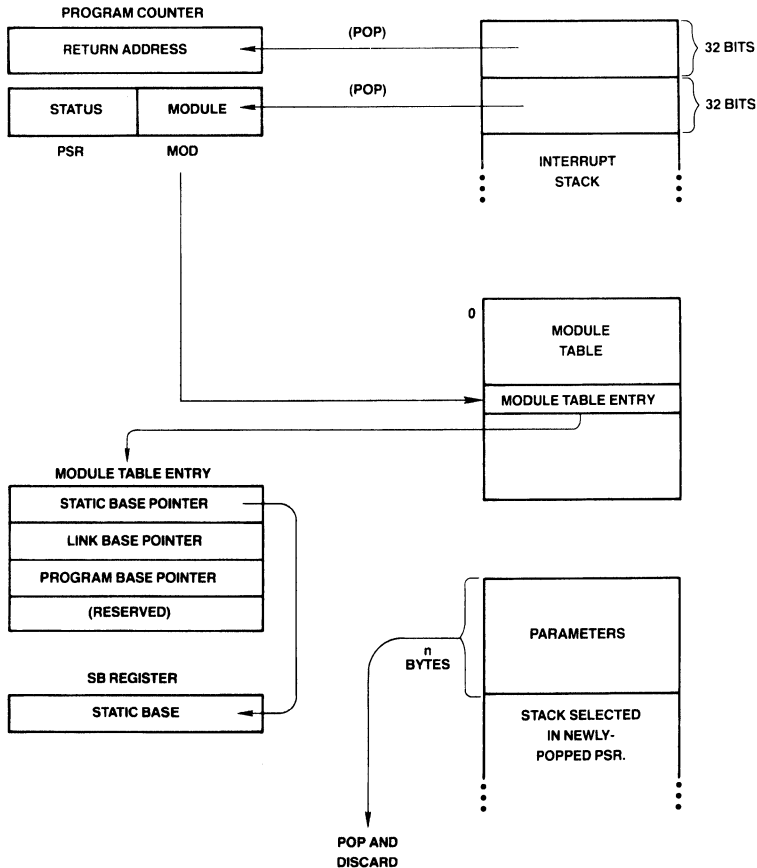 PROGRAM COUNTER
RETURN ADDRESS
(POP)
32 BITS
STATUS
MODULE
(POP)
32 BITS
PSR
MOD
INTERRUPT
STACK
0
MODULE
TABLE
MODULE TABLE ENTRY
MODULE TABLE ENTRY
STATIC BASE POINTER
LINK BASE POINTER
PROGRAM BASE POINTER
(RESERVED)
PARAMETERS
n
BYTES
SB REGISTER
STATIC BASE
STACK SELECTED
IN NEWLY-
POPPED PSR.
POP AND
DISCARD